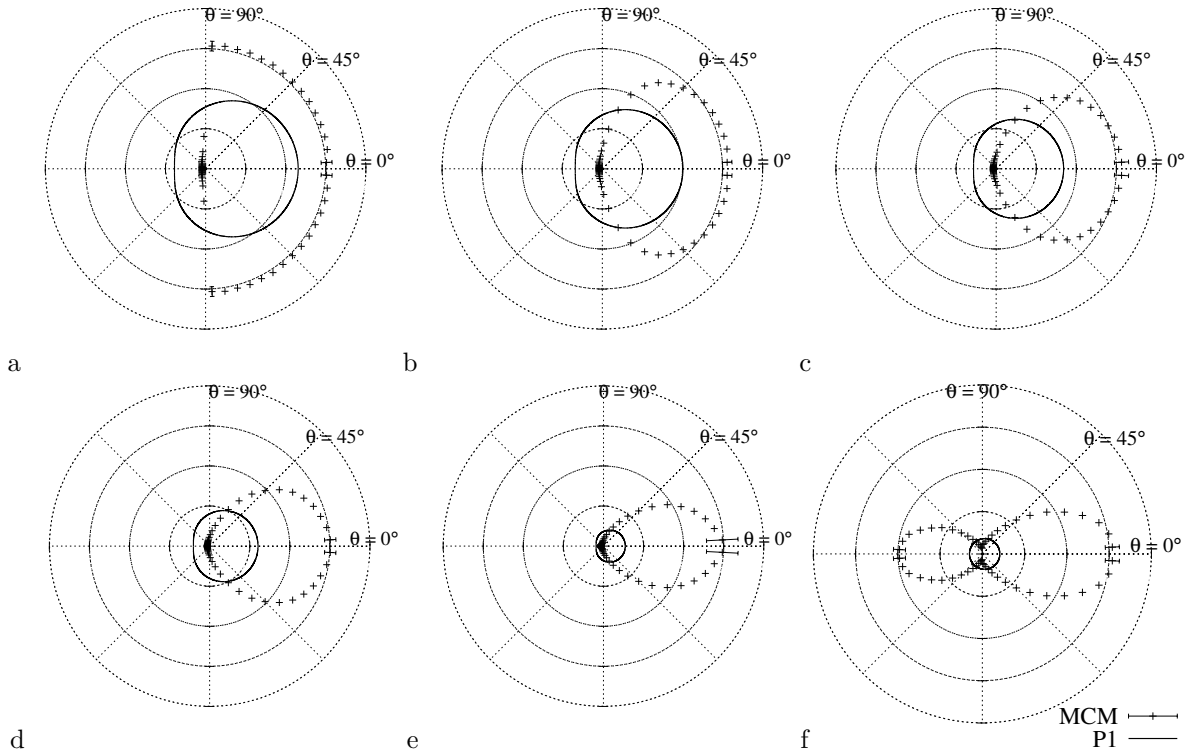 θ = 90°
θ = 45°
θ = 0°
a
θ = 90°
θ = 45°
θ = 0°
b
θ = 90°
θ = 45°
θ = 0°
c
θ = 90°
θ = 45°
θ = 0°
d
θ = 90°
θ = 45°
θ = 0°
e
θ = 90°
θ = 45°
θ = 0°
f
MCM
P1